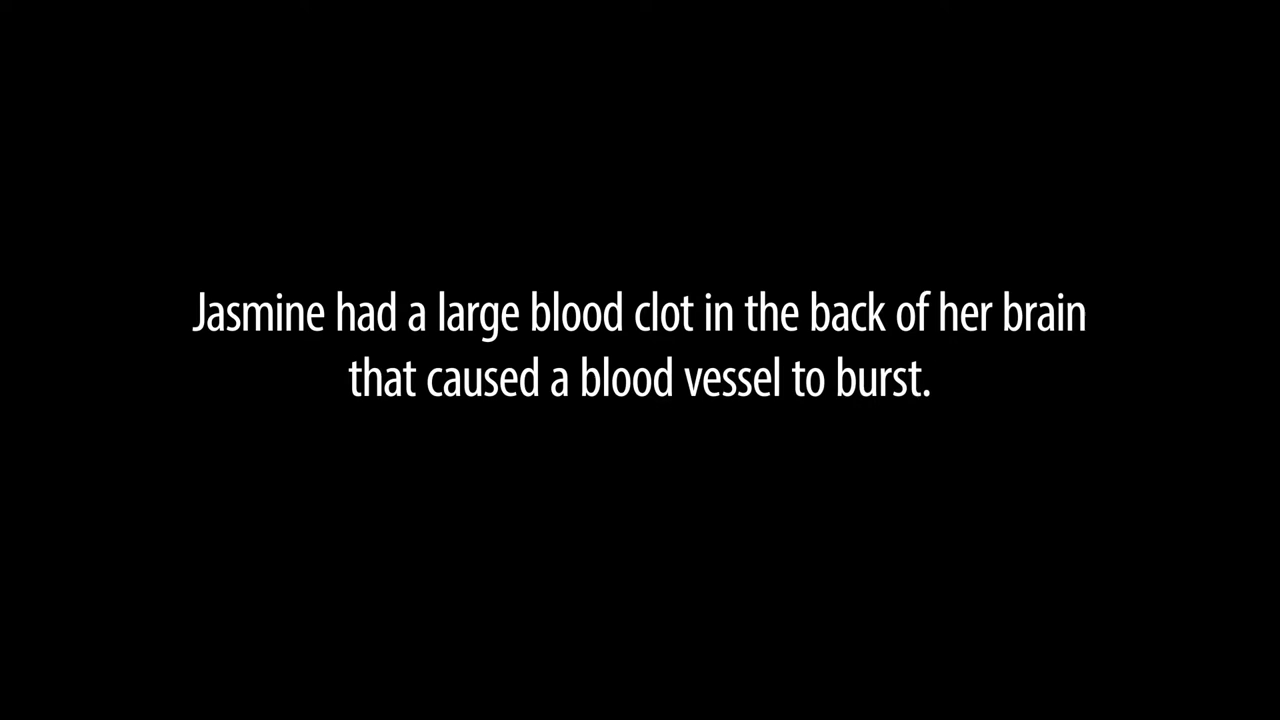 Jasmine had a large blood clot in the back of her brain
that caused a blood vessel to burst.